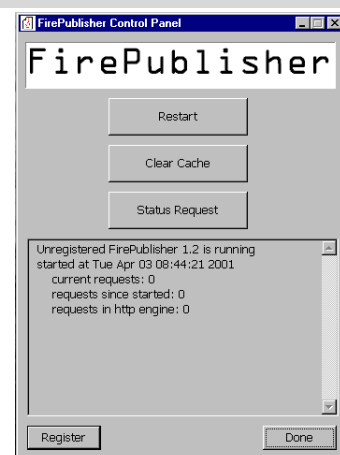 FirePublisher Control Panel
FirePublisher
Restart
Clear Cache
Status Request
Unregistered FirePublisher 1.2 is running
started at Tue Apr 03 08:44:21 2001
current requests: 0
requests since started: 0
requests in http engine: 0
Register
Done